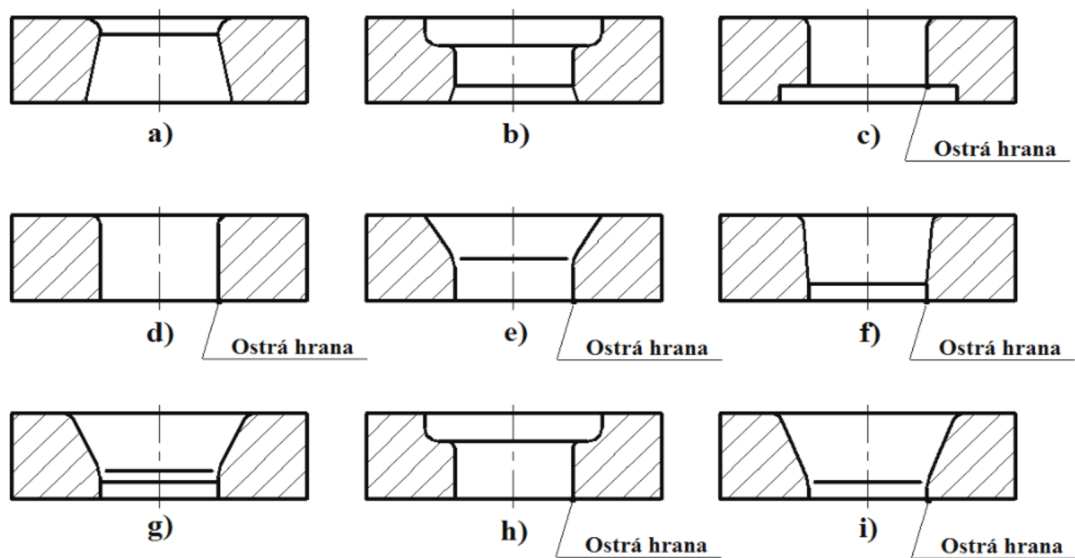 a)
b)
c)
Ostrá hrana
d)
Ostrá hrana
e)
Ostrá hrana
f)
Ostrá hrana
g)
h)
Ostrá hrana
i)
Ostrá hrana